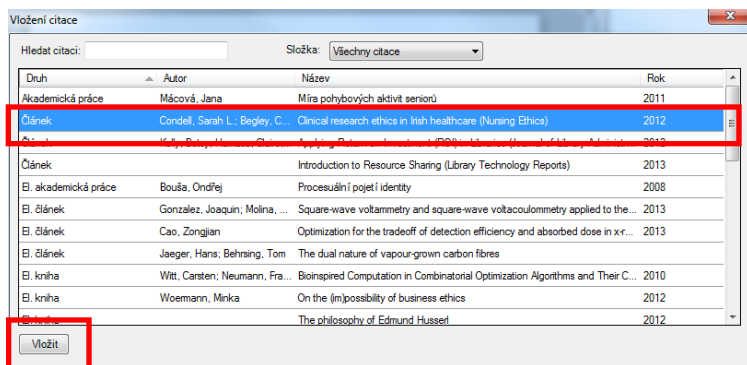 Vložení citace
Hledat citaci: Složka: Všechny citace
Druh Autor Název Rok
Akademická práce Mácová, Jana Míra pohybových aktivit seniorů 2011
Článek Condell, Sarah L.; Begley, C... Clinical research ethics in Irish healthcare (Nursing Ethics) 2012
Článek 2012
Článek Introduction to Resource Sharing (Library Technology Reports) 2013
El. akademická práce Bouša, Ondřej Procesuální pojetí identity 2008
El. článek Gonzalez, Joaquin; Molina, ... Square-wave voltammetry and square-wave voltacoulommetry applied to the... 2013
El. článek Cao, Zongjian Optimization for the tradeoff of detection efficiency and absorbed dose in x-r... 2013
El. článek Jaeger, Hans; Behrsing, Tom The dual nature of vapour-grown carbon fibres
El. kniha Witt, Carsten; Neumann, Fra... Bioinspired Computation in Combinatorial Optimization Algorithms and Their C... 2010
El. kniha Woermann, Minka On the (im)possibility of business ethics 2012
El. kniha The philosophy of Edmund Husserl 2012
Vložit